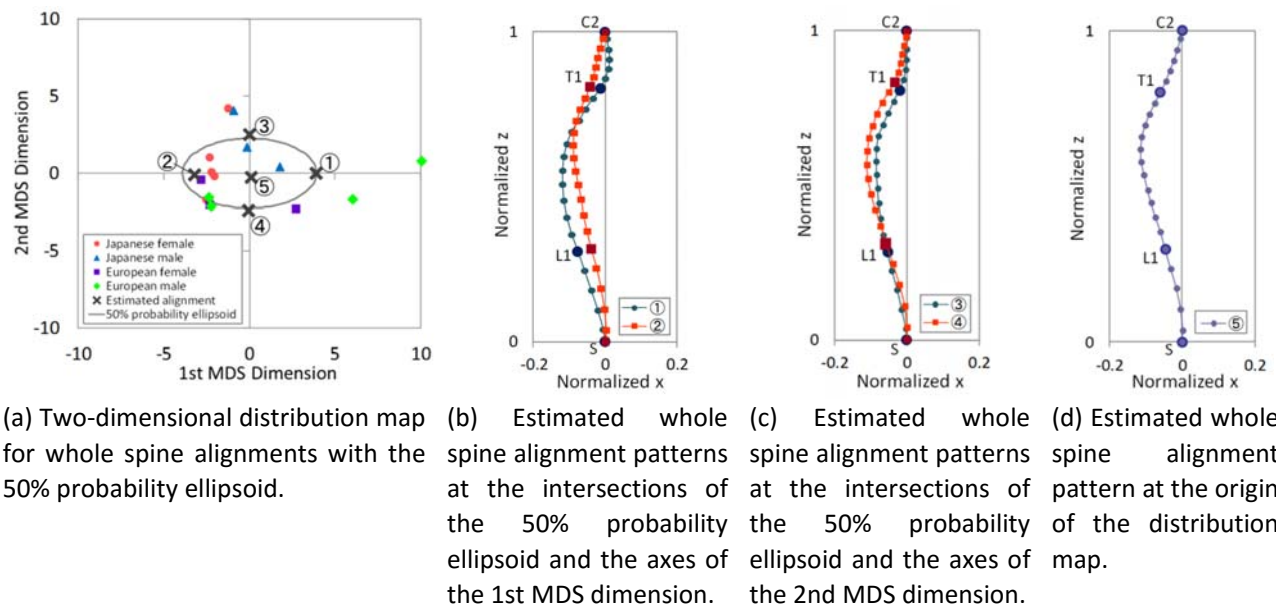 10
5
0
-5
-10
2nd MDS Dimension
③
②
①
⑤
④
Japanese female
Japanese male
European female
European male
Estimated alignment
50% probability ellipsoid
-10 -5 0 5 10
1st MDS Dimension
C2
1
T1
Normalized z
L1
①
②
0
S
-0.2 0 0.2
Normalized x
C2
1
T1
Normalized z
L1
③
④
0
S
-0.2 0 0.2
Normalized x
C2
1
T1
Normalized z
L1
⑤
0
S
-0.2 0 0.2
Normalized x
(a) Two-dimensional distribution map
for whole spine alignments with the
50% probability ellipsoid.
(b) Estimated whole
spine alignment patterns
at the intersections of
the 50% probability
ellipsoid and the axes of
the 1st MDS dimension.
(c) Estimated whole
spine alignment patterns
at the intersections of
the 50% probability
ellipsoid and the axes of
the 2nd MDS dimension.
(d) Estimated whole
spine alignment
pattern at the origin
of the distribution
map.